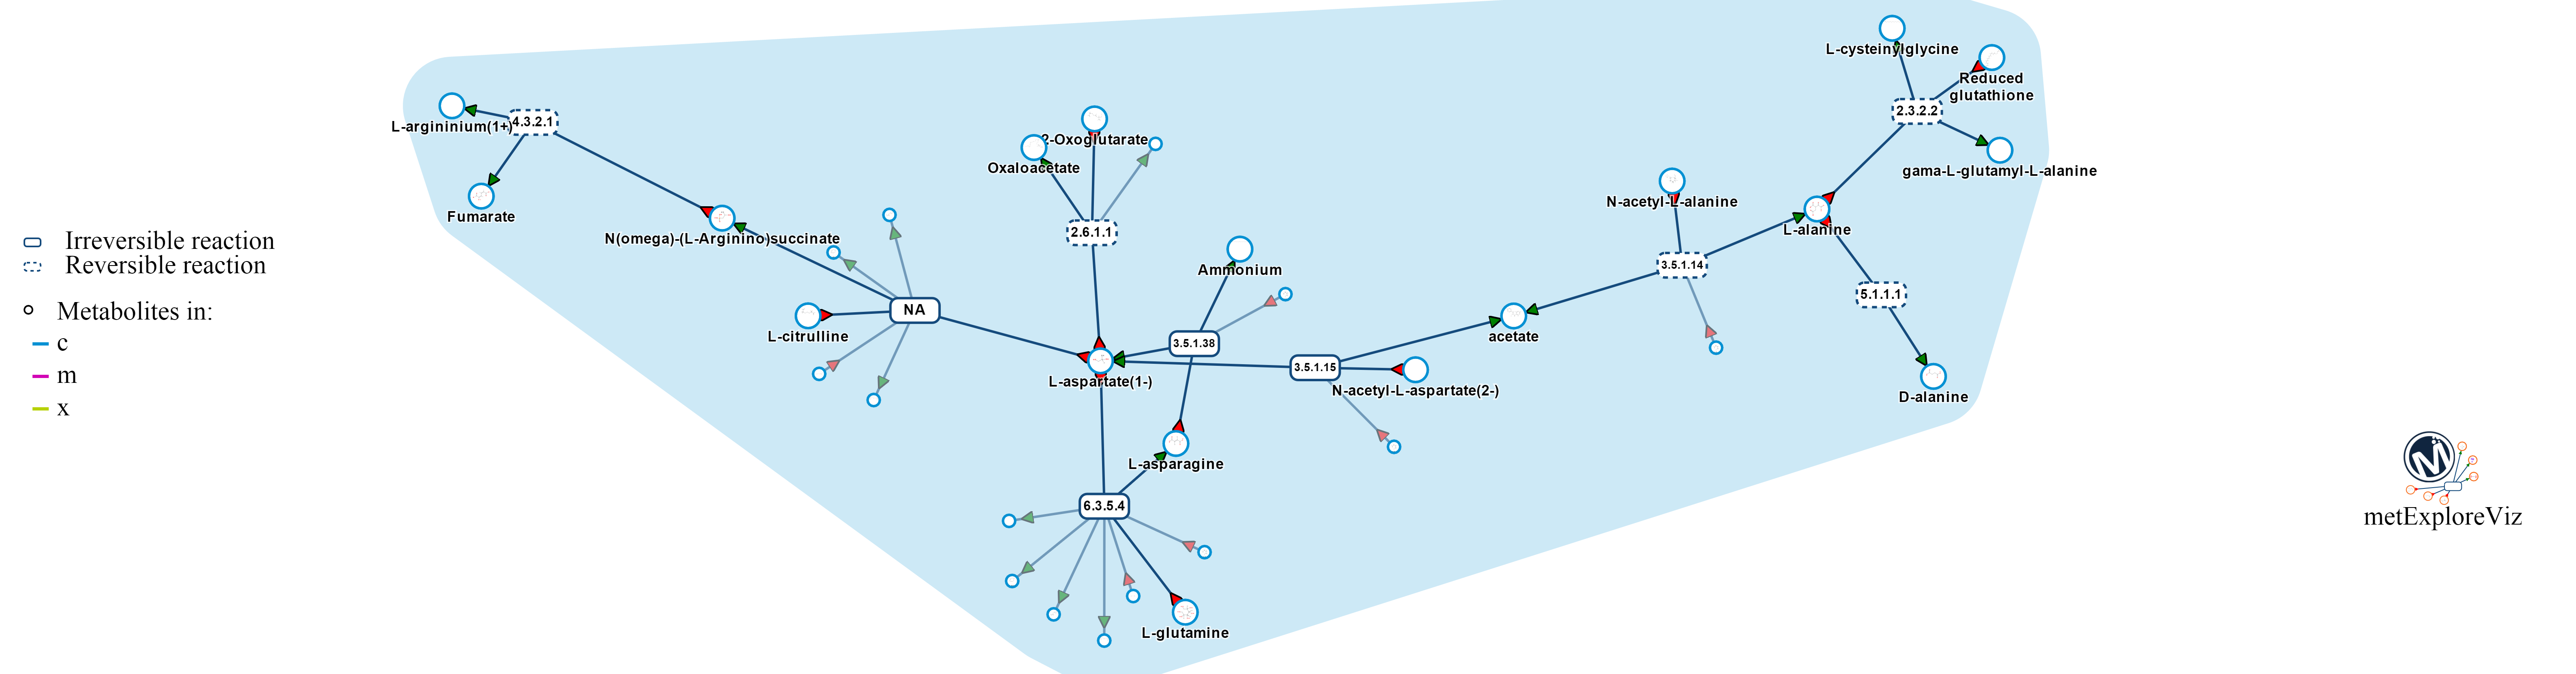 L-cysteinylglycine
Reduced
glutathione
2.3.2.2
L-argininium(1+)
4.3.2.1
2-Oxoglutarate
Oxaloacetate
gama-L-glutamyl-L-alanine
N-acetyl-L-alanine
Fumarate
L-alanine
2.6.1.1
N(omega)-(L-Arginino)succinate
Irreversible reaction
Reversible reaction
3.5.1.14
Ammonium
5.1.1.1
Metabolites in:
NA
L-citrulline
acetate
c
3.5.1.38
3.5.1.15
m
L-aspartate(1-)
N-acetyl-L-aspartate(2-)
D-alanine
x
L-asparagine
6.3.5.4
M
metExploreViz
L-glutamine